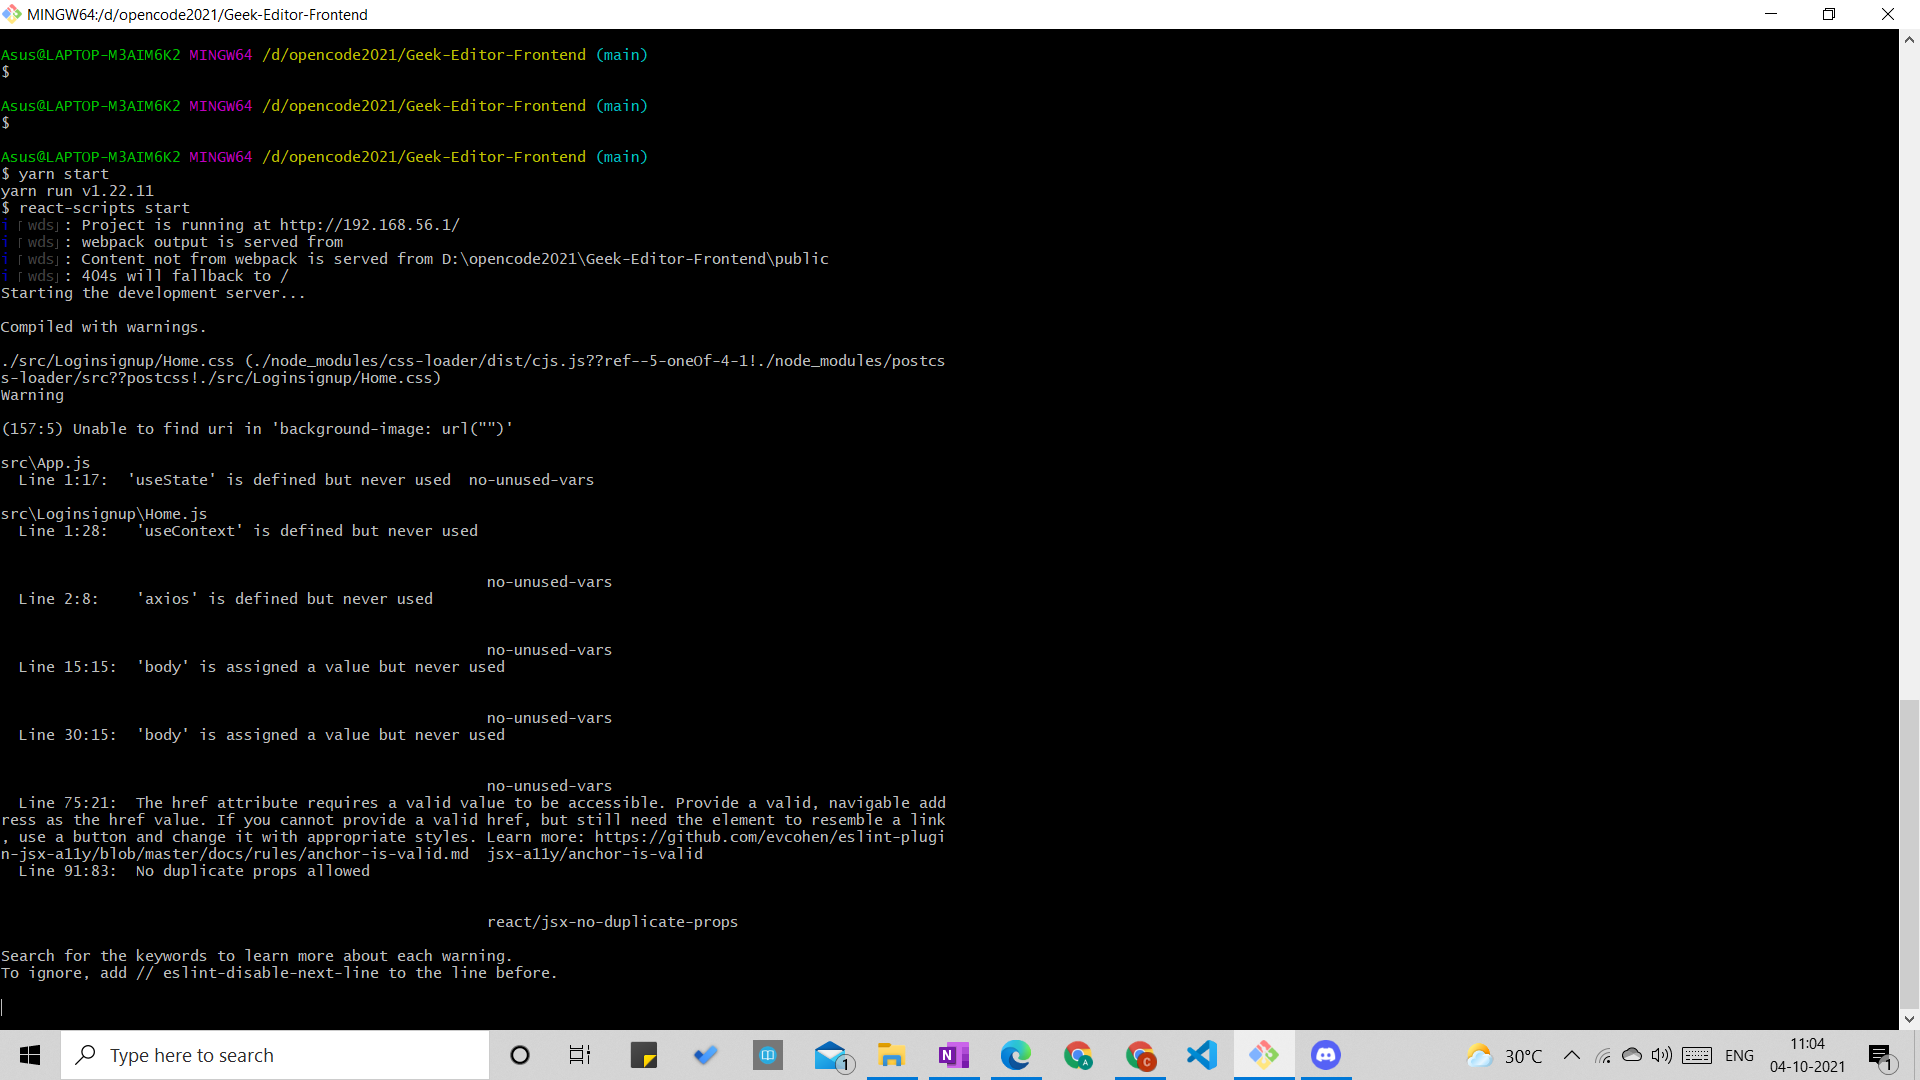 MINGW64:/d/opencode2021/Geek-Editor-Frontend
Asus@LAPTOP-M3AIM6K2 MINGW64 /d/opencode2021/Geek-Editor-Frontend (main)
$
Asus@LAPTOP-M3AIM6K2 MINGW64 /d/opencode2021/Geek-Editor-Frontend (main)
$
Asus@LAPTOP-M3AIM6K2 MINGW64 /d/opencode2021/Geek-Editor-Frontend (main)
$ yarn start
yarn run v1.22.11
$ react-scripts start
i ｢wds｣: Project is running at http://192.168.56.1/
i ｢wds｣: webpack output is served from
i ｢wds｣: Content not from webpack is served from D:\opencode2021\Geek-Editor-Frontend\public
i ｢wds｣: 404s will fallback to /
Starting the development server...
Compiled with warnings.
./src/Loginsignup/Home.css (./node_modules/css-loader/dist/cjs.js??ref--5-oneOf-4-1!./node_modules/postcs
s-loader/src??postcss!./src/Loginsignup/Home.css)
Warning
(157:5) Unable to find uri in 'background-image: url("")'
src\App.js
Line 1:17:  'useState' is defined but never used  no-unused-vars
src\Loginsignup\Home.js
Line 1:28:   'useContext' is defined but never used
no-unused-vars
Line 2:8:    'axios' is defined but never used
no-unused-vars
Line 15:15:  'body' is assigned a value but never used
no-unused-vars
Line 30:15:  'body' is assigned a value but never used
no-unused-vars
Line 75:21:  The href attribute requires a valid value to be accessible. Provide a valid, navigable add
ress as the href value. If you cannot provide a valid href, but still need the element to resemble a link
, use a button and change it with appropriate styles. Learn more: https://github.com/evcohen/eslint-plugi
n-jsx-a11y/blob/master/docs/rules/anchor-is-valid.md  jsx-a11y/anchor-is-valid
Line 91:83:  No duplicate props allowed
react/jsx-no-duplicate-props
Search for the keywords to learn more about each warning.
To ignore, add // eslint-disable-next-line to the line before.
Type here to search
1
N
A
C
30°C
ENG
11:04
04-10-2021
1